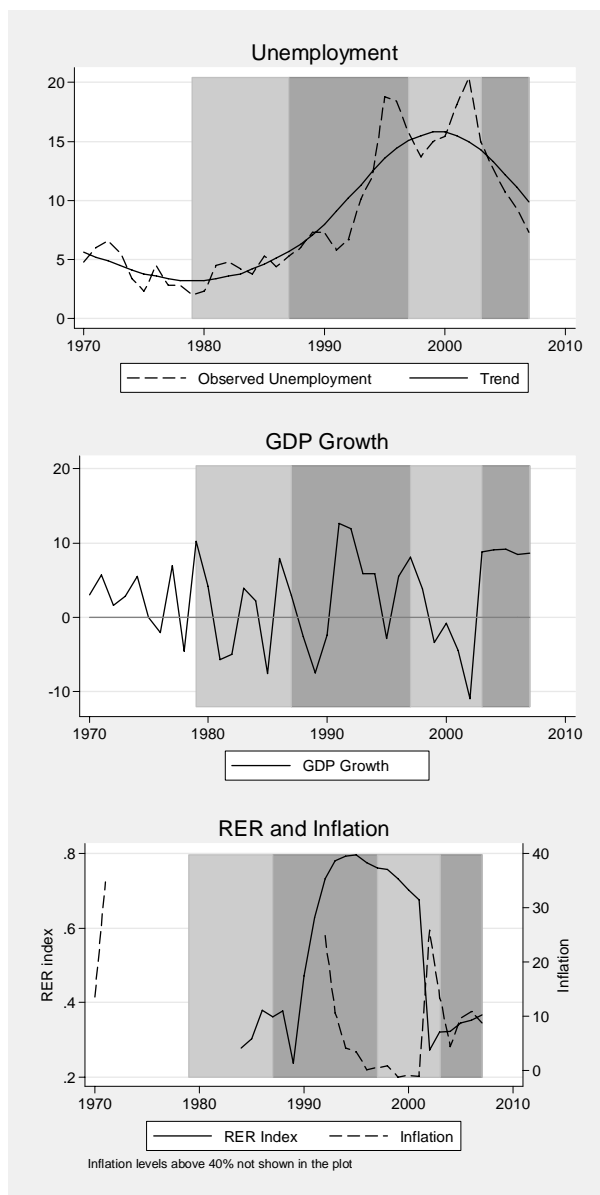 Unemployment
20
15
10
5
0
1970 1980 1990 2000 2010
Observed Unemployment Trend
GDP Growth
20
10
0
-10
1970 1980 1990 2000 2010
GDP Growth
RER and Inflation
.8 40
30
.6
20
.4
10
0
.2
RER index
Inflation
1970 1980 1990 2000 2010
RER Index Inflation
Inflation levels above 40% not shown in the plot